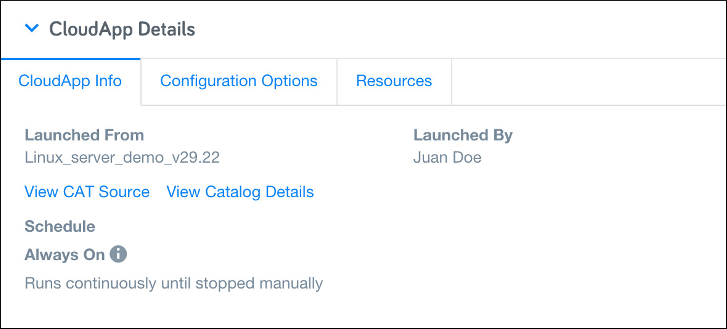 CloudApp Details
CloudApp Info
Configuration Options
Resources
Launched From
Linux_server_demo_v29.22
Launched By
Juan Doe
View CAT Source
View Catalog Details
Schedule
Always On
Runs continuously until stopped manually